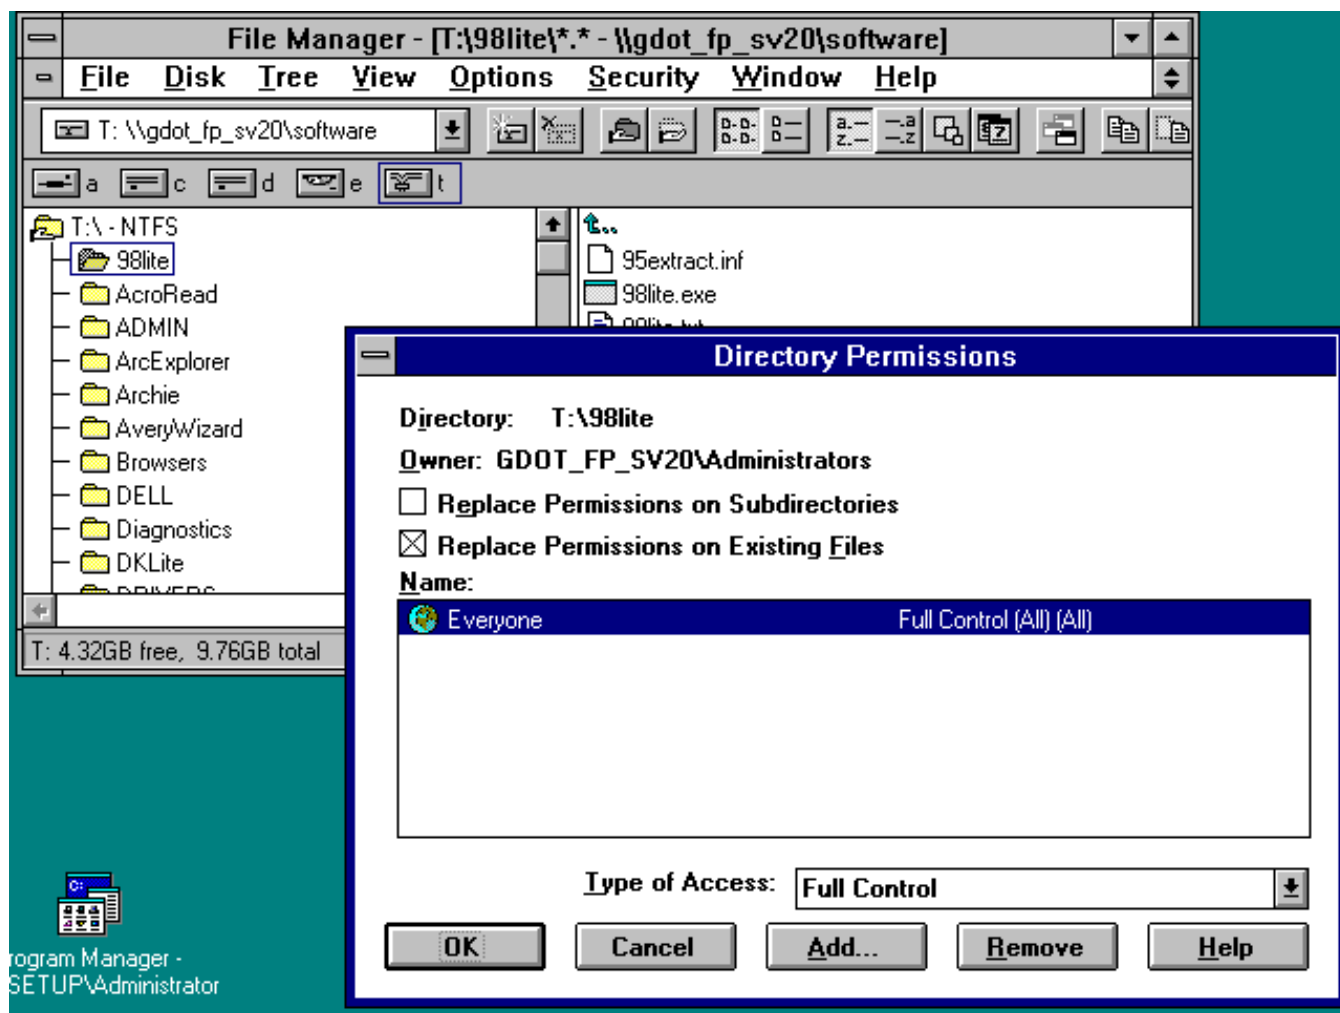 File Manager - [T:\98lite\*.* - \\gdot_fp_sv20\software]
File Disk Tree View Options Security Window Help
T: \\gdot_fp_sv20\software
a c d e t
T:\ - NTFS
98lite
AcroRead
ADMIN
ArcExplorer
Archie
AveryWizard
Browsers
DELL
Diagnostics
DKLite
DRIVERS
95extract.inf
98lite.exe
98lite.txt
T: 4.32GB free, 9.76GB total
Directory Permissions
Directory: T:\98lite
Owner: GDOT_FP_SV20\Administrators
Replace Permissions on Subdirectories
Replace Permissions on Existing Files
Name:
Everyone Full Control (All) (All)
Type of Access: Full Control
OK Cancel Add... Remove Help
rogram Manager -
SETUP\Administrator